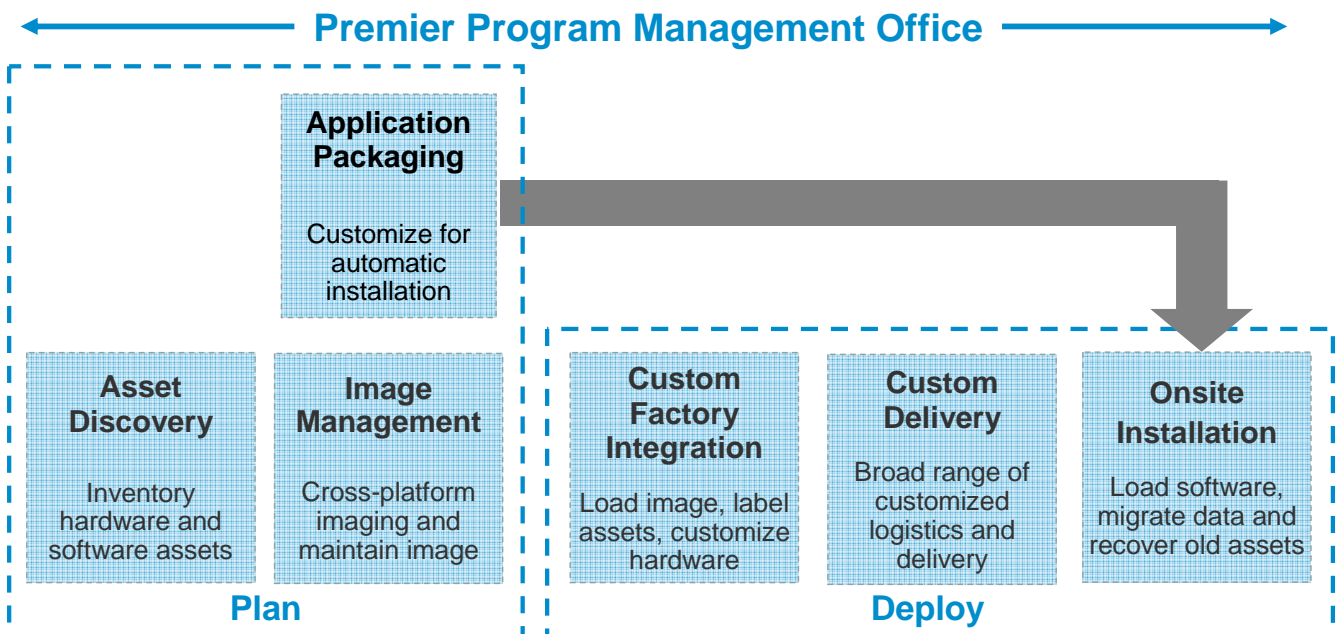 Premier Program Management Office
Application
Packaging
Customize for
automatic
installation
Asset
Discovery
Inventory
hardware and
software assets
Image
Management
Cross-platform
imaging and
maintain image
Custom
Factory
Integration
Load image, label
assets, customize
hardware
Custom
Delivery
Broad range of
customized
logistics and
delivery
Onsite
Installation
Load software,
migrate data and
recover old assets
Plan
Deploy